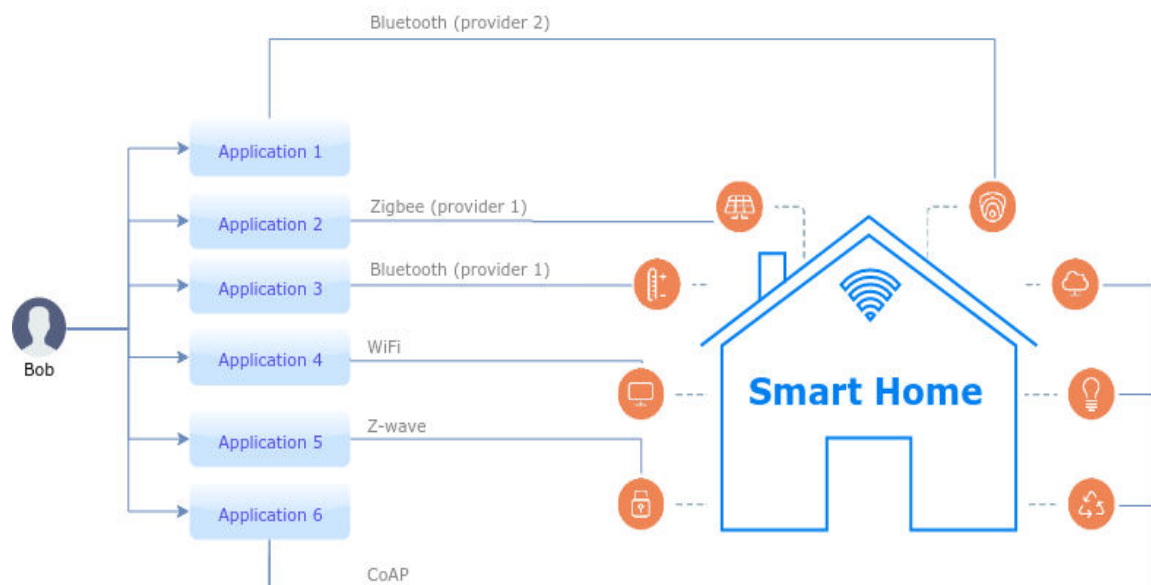 Bluetooth (provider 2)
Application 1
Application 2
Zigbee (provider 1)
Application 3
Bluetooth (provider 1)
Bob
Application 4
WiFi
Smart Home
Application 5
Z-wave
Application 6
CoAP